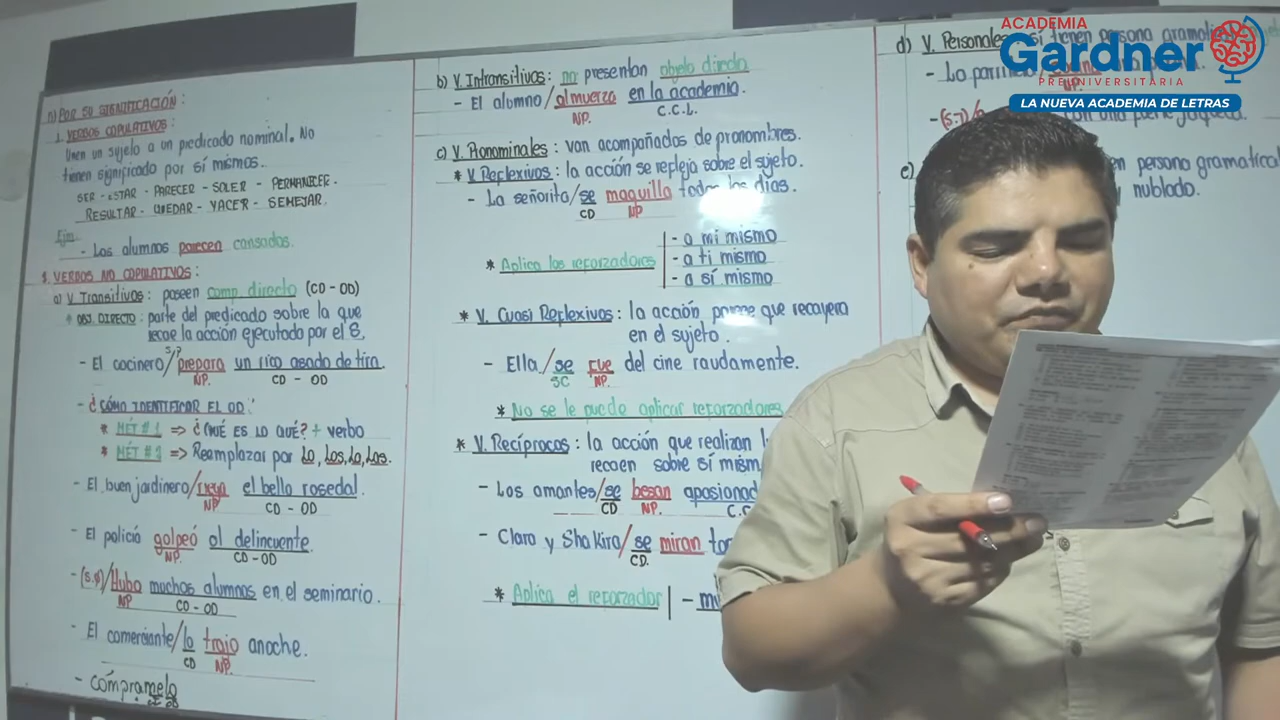 A) POR SU SIGNIFICACIÓN :
1. VERBOS COPULATIVOS :
Unen un sujeto a un predicado nominal. No
tienen significado por sí mismos.
SER - ESTAR - PARECER - SOLER - PERMANECER.
RESULTAR - QUEDAR - YACER - SEMEJAR.
Ejm
- Los alumnos parecen cansados.
VERBOS NO COPULATIVOS :
a) V. Transitivos : poseen comp. directo (CD - OD)
* OBJ. DIRECTO : parte del predicado sobre la que
recae la acción ejecutada por el S.
- El cocinero / prepara un rico asado de tira.
NP. CD - OD
- ¿CÓMO IDENTIFICAR EL OD?
* MÉT #1 => ¿QUÉ ES LO QUÉ? + verbo
* MÉT #2 => Reemplazar por lo, los, la, las.
- El buen jardinero/riega el bello rosedal.
NP CD - OD
- El policía golpeó al delincuente.
NP. CD - OD
- (S.Ø)/Hubo muchos alumnos en el seminario.
NP CD - OD
- El comerciante/lo trajo anoche.
CD NP.
- cómpramelo
b) V. Intransitivos : no presentan objeto directo
- El alumno/almuerza en la academia.
NP. C.C.L.
c) V. Pronominales : van acompañados de pronombres.
* V. Reflexivos : la acción se refleja sobre el sujeto.
- La señorita/se maquilla todos los días.
CD NP
* Aplica los reforzadores
- a mi mismo
- a ti mismo
- a sí mismo
* V. Cuasi Reflexivos : la acción parece que recayera
en el sujeto.
- Ella/se fue del cine raudamente.
SC NP.
* No se le puede aplicar reforzadores
* V. Recíprocos : la acción que realizan
recaen sobre sí
- Los amantes/se besan
CD NP.
- Clara y Shakira/se miran
CD.
* Aplica el reforzador
d) V. Personales
e)
persona gramatical
nublado.
ACADEMIA
Gardner
PREUNIVERSITARIA
LA NUEVA ACADEMIA DE LETRAS